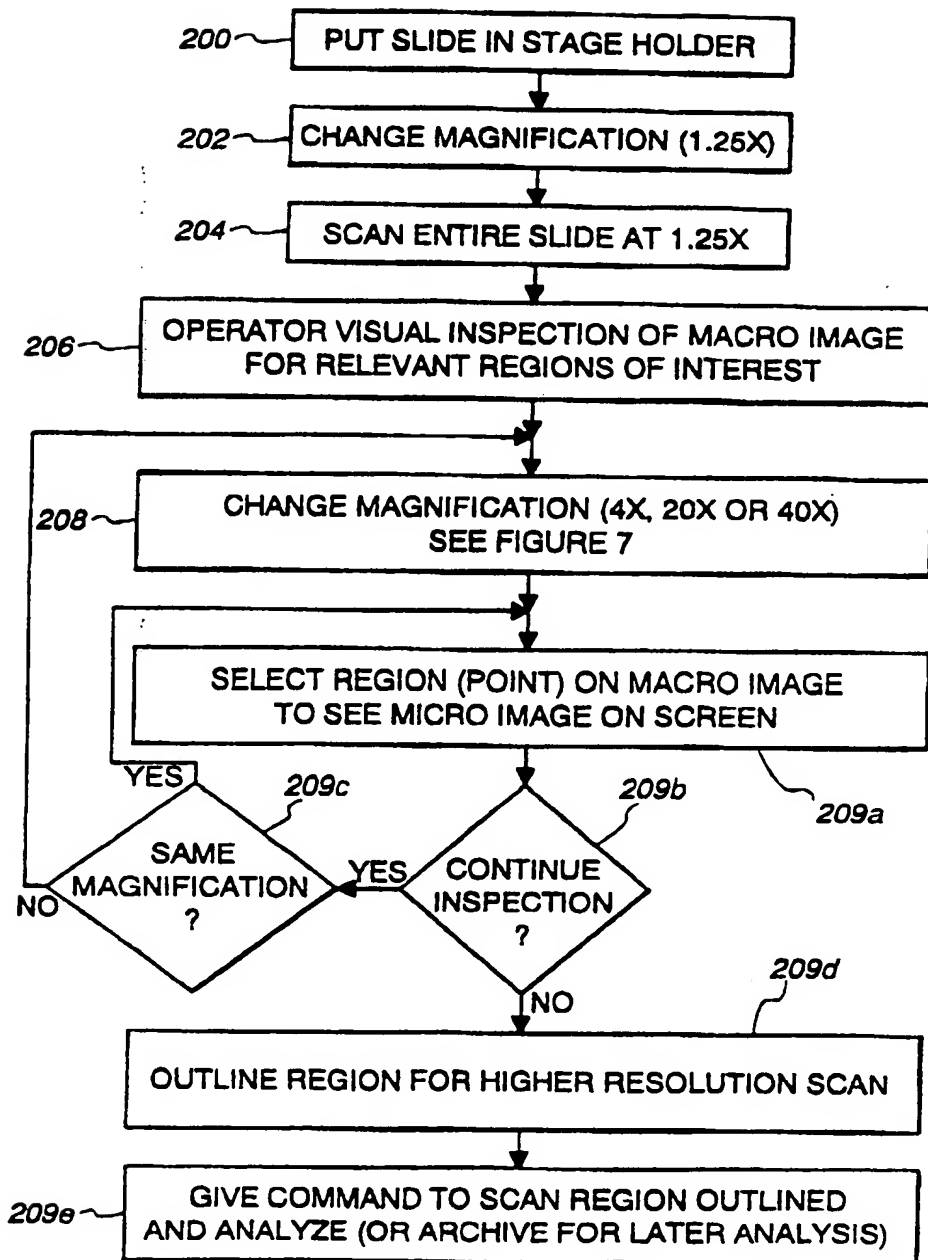 200
PUT SLIDE IN STAGE HOLDER
202
CHANGE MAGNIFICATION (1.25X)
204
SCAN ENTIRE SLIDE AT 1.25X
206
OPERATOR VISUAL INSPECTION OF MACRO IMAGE
FOR RELEVANT REGIONS OF INTEREST
208
CHANGE MAGNIFICATION (4X, 20X OR 40X)
SEE FIGURE 7
SELECT REGION (POINT) ON MACRO IMAGE
TO SEE MICRO IMAGE ON SCREEN
209a
209b
CONTINUE
INSPECTION
?
YES
209c
SAME
MAGNIFICATION
?
YES
NO
NO
209d
OUTLINE REGION FOR HIGHER RESOLUTION SCAN
209e
GIVE COMMAND TO SCAN REGION OUTLINED
AND ANALYZE (OR ARCHIVE FOR LATER ANALYSIS)